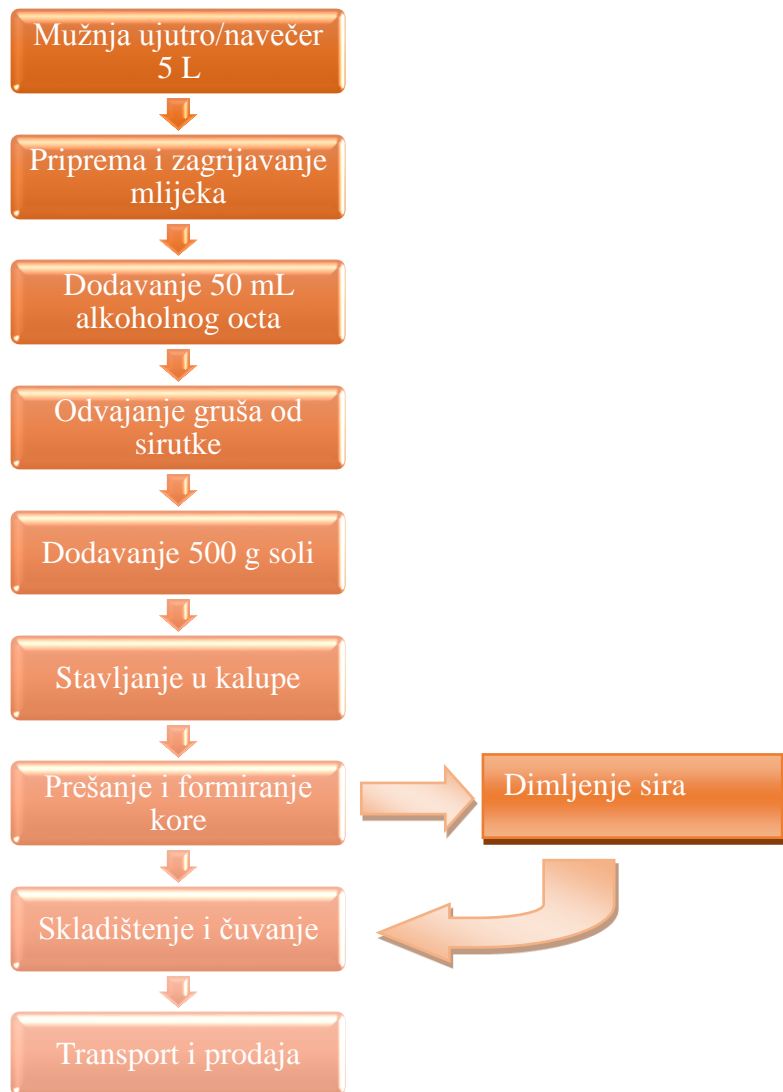 Mužnja ujutro/navečer
5 L
Priprema i zagrijavanje
mlijeka
Dodavanje 50 mL
alkoholnog octa
Odvajanje gruša od
sirutke
Dodavanje 500 g soli
Stavljanje u kalupe
Prešanje i formiranje
kore
Dimljenje sira
Skladištenje i čuvanje
Transport i prodaja